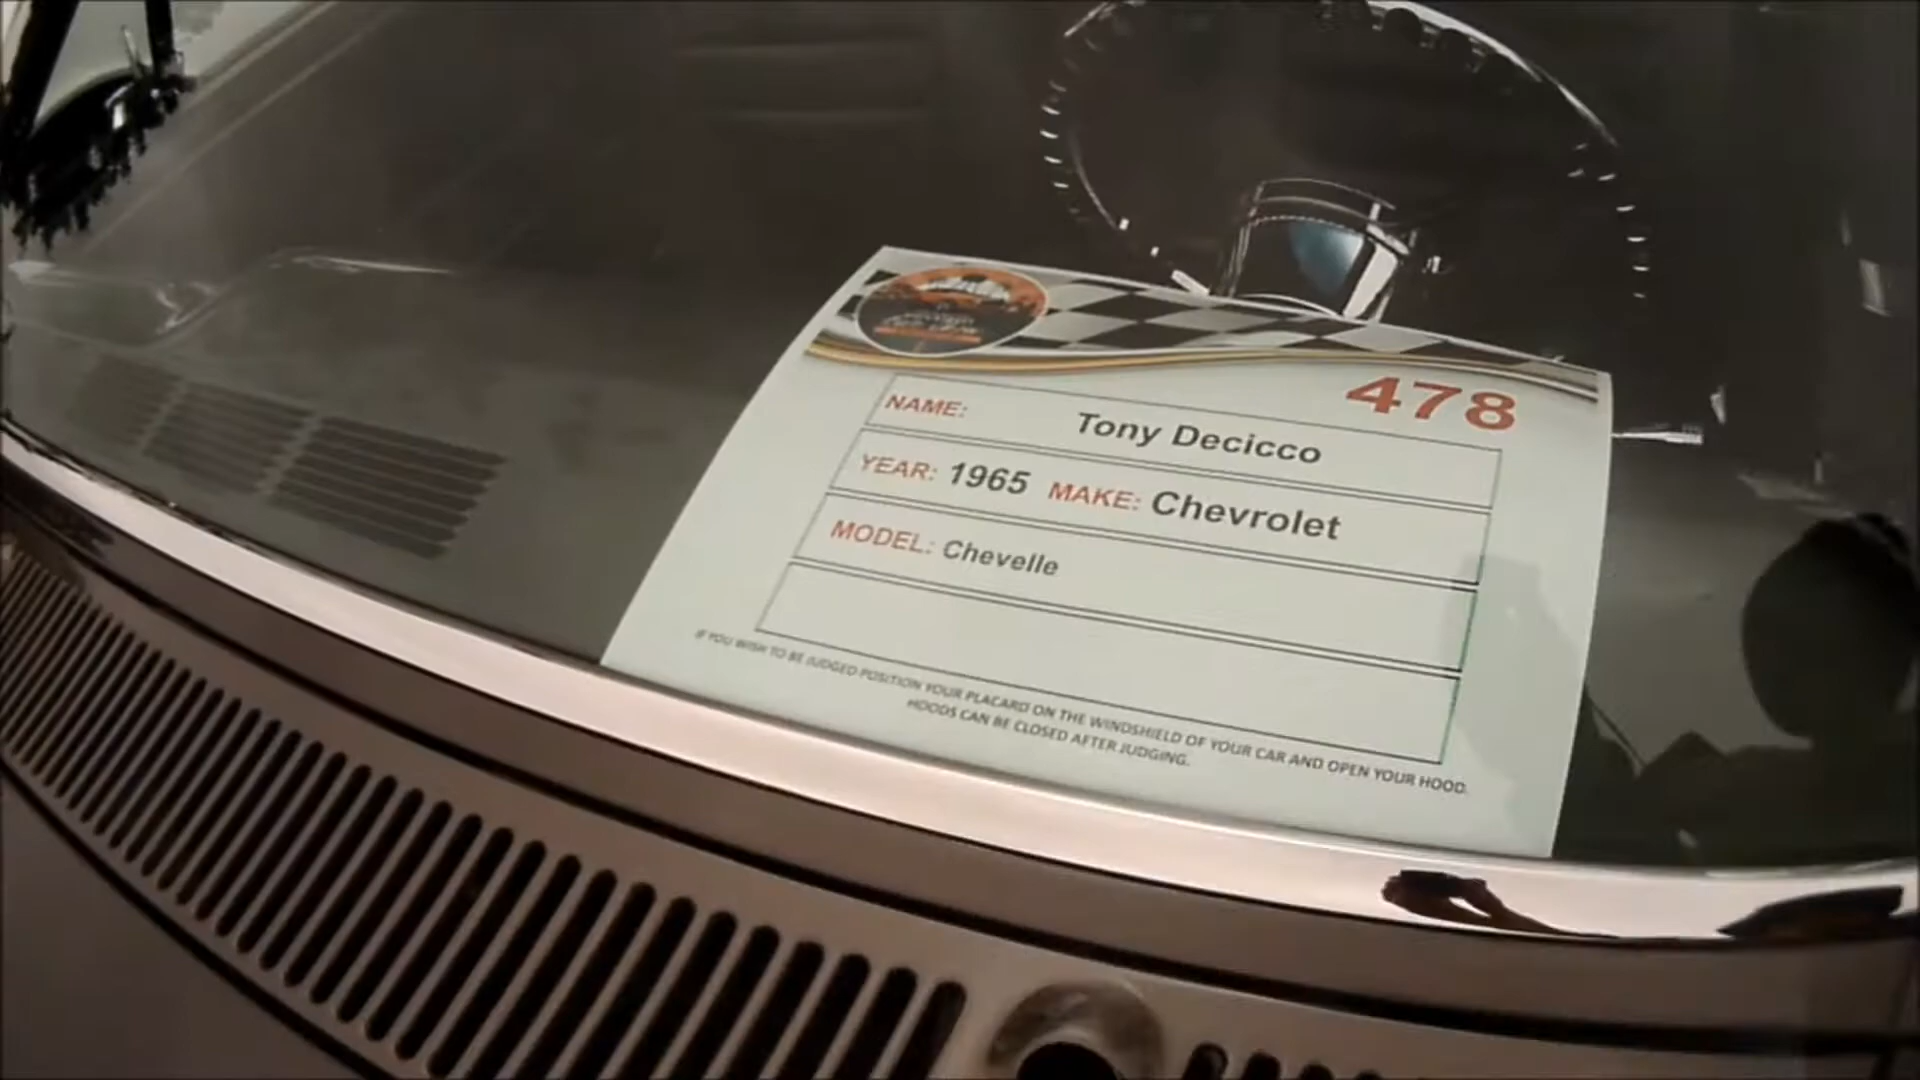 478
NAME: Tony Decicco
YEAR: 1965 MAKE: Chevrolet
MODEL: Chevelle
IF YOU WISH TO BE JUDGED POSITION YOUR PLACARD ON THE WINDSHIELD OF YOUR CAR AND OPEN YOUR HOOD.
HOODS CAN BE CLOSED AFTER JUDGING.